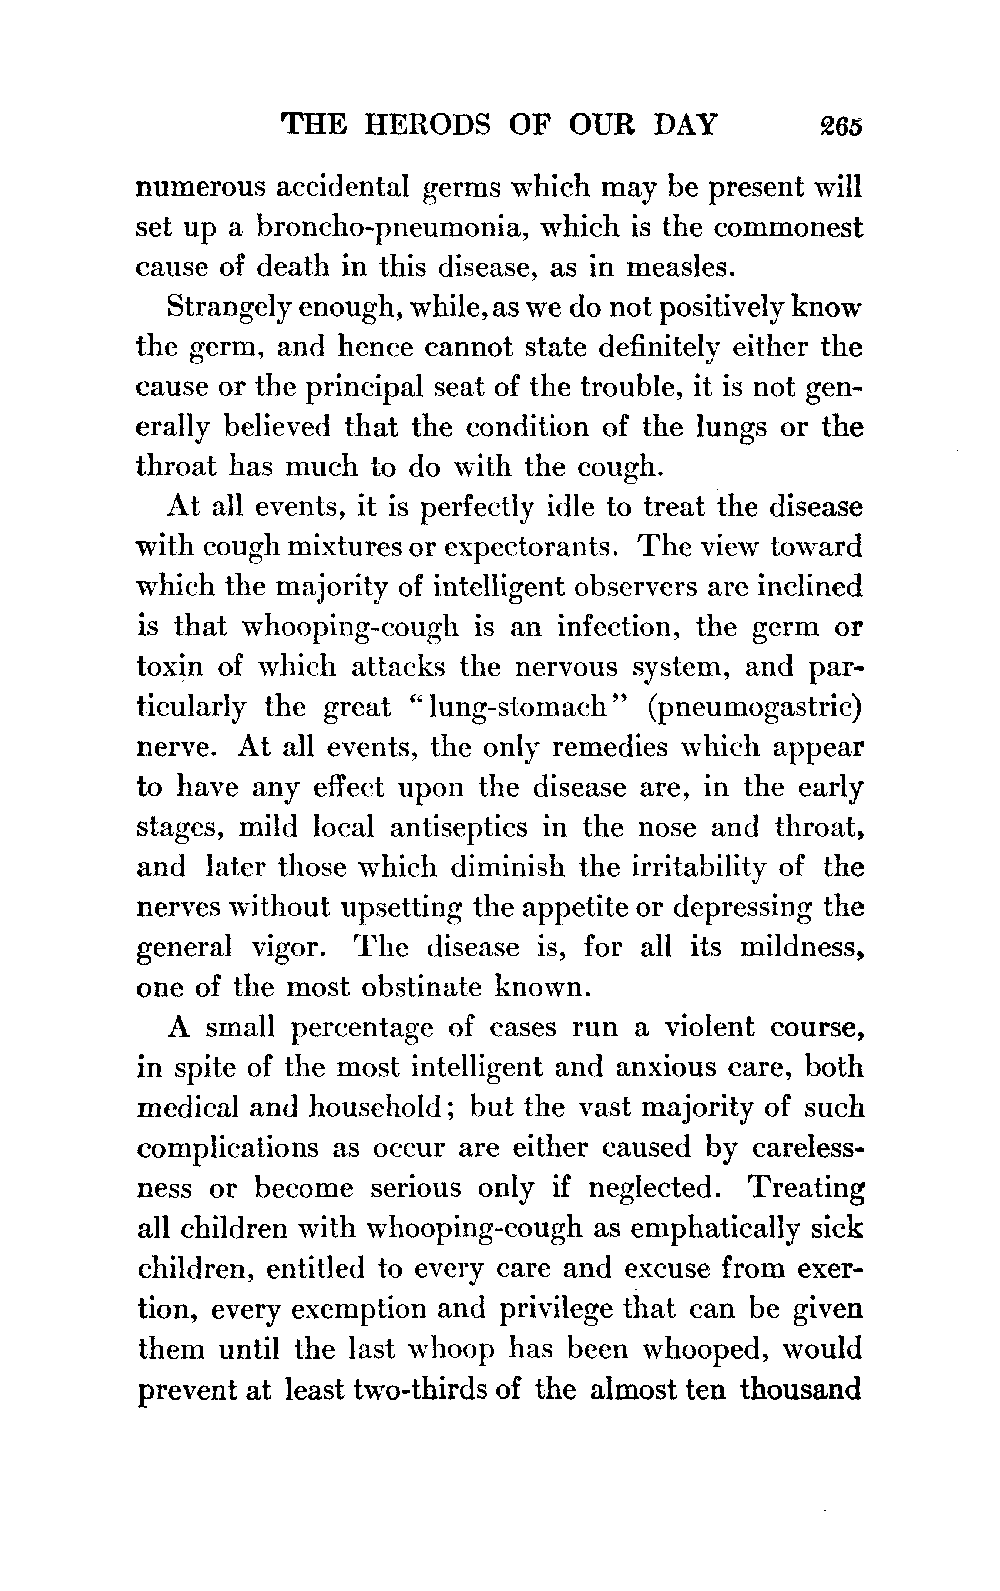 THE HERODS OF OUR DAY 265
numerous accidental germs which may be present will
set up a broncho-pneumonia, which is the commonest
cause of death in this disease, as in measles.
Strangely enough, while, as we do not positively know
the germ, and hence cannot state definitely either the
cause or the principal seat of the trouble, it is not gen-
erally believed that the condition of the lungs or the
throat has much to do with the cough.
At all events, it is perfectly idle to treat the disease
with cough mixtures or expectorants. The view toward
which the majority of intelligent observers are inclined
is that whooping-cough is an infection, the germ or
toxin of which attacks the nervous system, and par-
ticularly the great "lung-stomach" (pneumogastric)
nerve. At all events, the only remedies which appear
to have any effect upon the disease are, in the early
stages, mild local antiseptics in the nose and throat,
and later those which diminish the irritability of the
nerves without upsetting the appetite or depressing the
general vigor. The disease is, for all its mildness,
one of the most obstinate known.
A small percentage of cases run a violent course,
in spite of the most intelligent and anxious care, both
medical and household; but the vast majority of such
complications as occur are either caused by careless-
ness or become serious only if neglected. Treating
all children with whooping-cough as emphatically sick
children, entitled to every care and excuse from exer-
tion, every exemption and privilege that can be given
them until the last whoop has been whooped, would
prevent at least two-thirds of the almost ten thousand